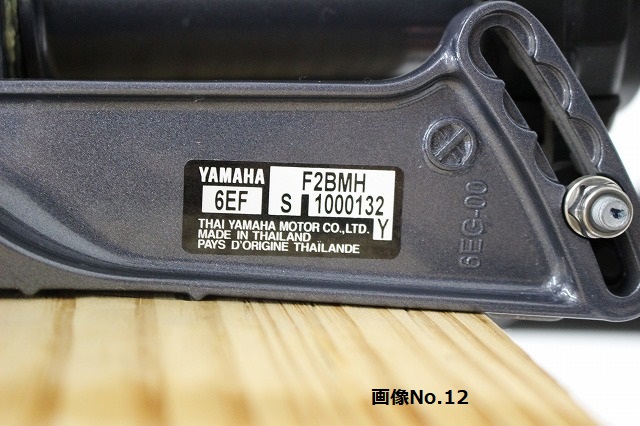 YAMAHA F2BMH
6EF S 1000132
Y
THAI YAMAHA MOTOR CO.,LTD.
MADE IN THAILAND
PAYS D'ORIGINE THAÏLANDE
6EG-00
画像No.12